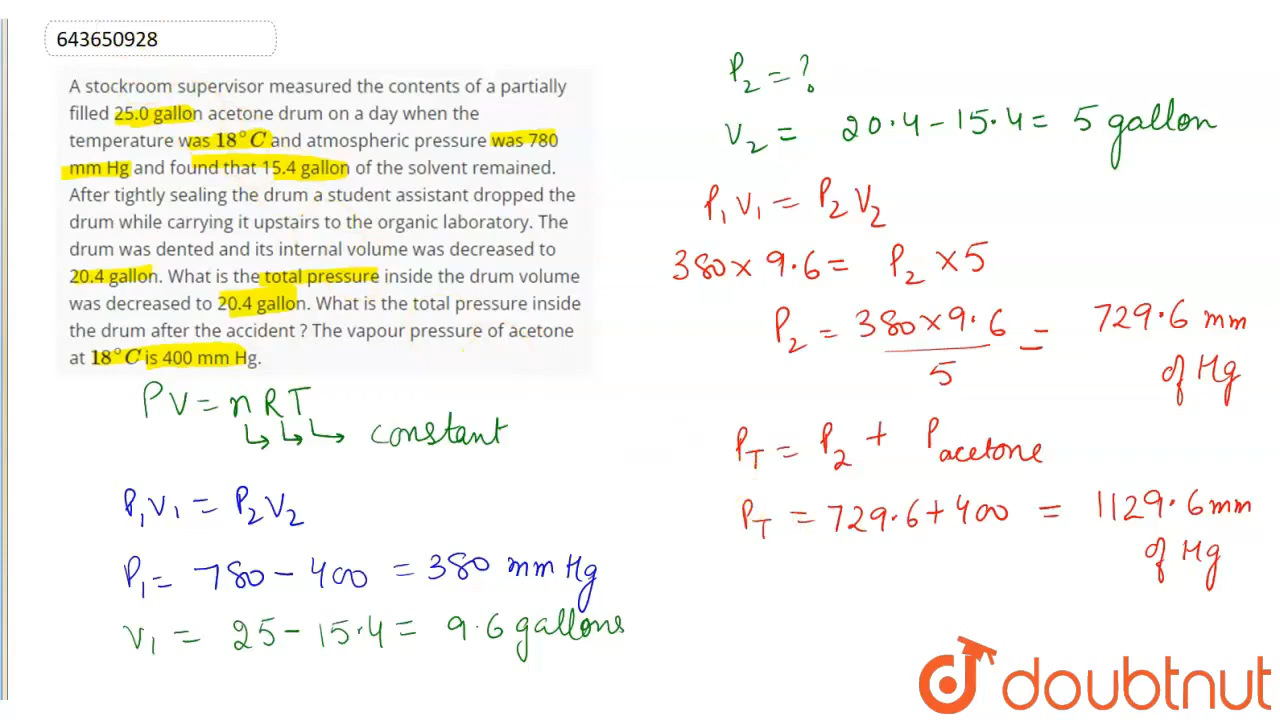 643650928
A stockroom supervisor measured the contents of a partially
filled 25.0 gallon acetone drum on a day when the
temperature was 18°C and atmospheric pressure was 780
mm Hg and found that 15.4 gallon of the solvent remained.
After tightly sealing the drum a student assistant dropped the
drum while carrying it upstairs to the organic laboratory. The
drum was dented and its internal volume was decreased to
20.4 gallon. What is the total pressure inside the drum volume
was decreased to 20.4 gallon. What is the total pressure inside
the drum after the accident ? The vapour pressure of acetone
at 18°C is 400 mm Hg.
PV = nRT
constant
P₁V₁ = P₂V₂
P₁ = 780 - 400 = 380 mm Hg
V₁ = 25 - 15.4 = 9.6 gallons
P₂ = ?
V₂ = 20.4 - 15.4 = 5 gallon
P₁V₁ = P₂V₂
380 × 9.6 = P₂ × 5
P₂ = 380 × 9.6 = 729.6 mm
5 of Hg
P_T = P₂ + P_acetone
P_T = 729.6 + 400 = 1129.6 mm
of Hg
doubtnut